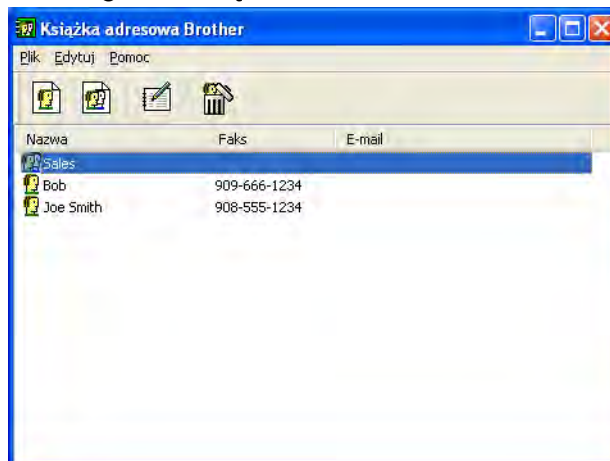 Książka adresowa Brother
Plik Edytuj Pomoc
Nazwa Faks E-mail
Sales
Bob 909-666-1234
Joe Smith 908-555-1234